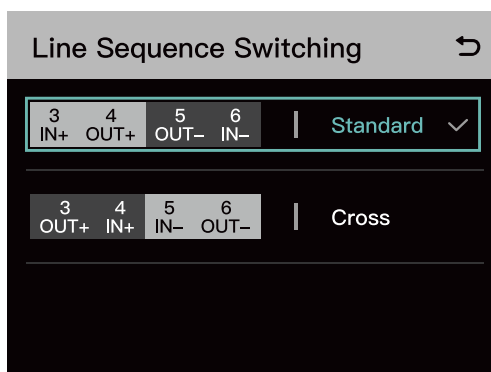 Line Sequence Switching
3 4 5 6
IN+ OUT+ OUT– IN– | Standard
3 4 5 6
OUT+ IN+ IN– OUT– | Cross